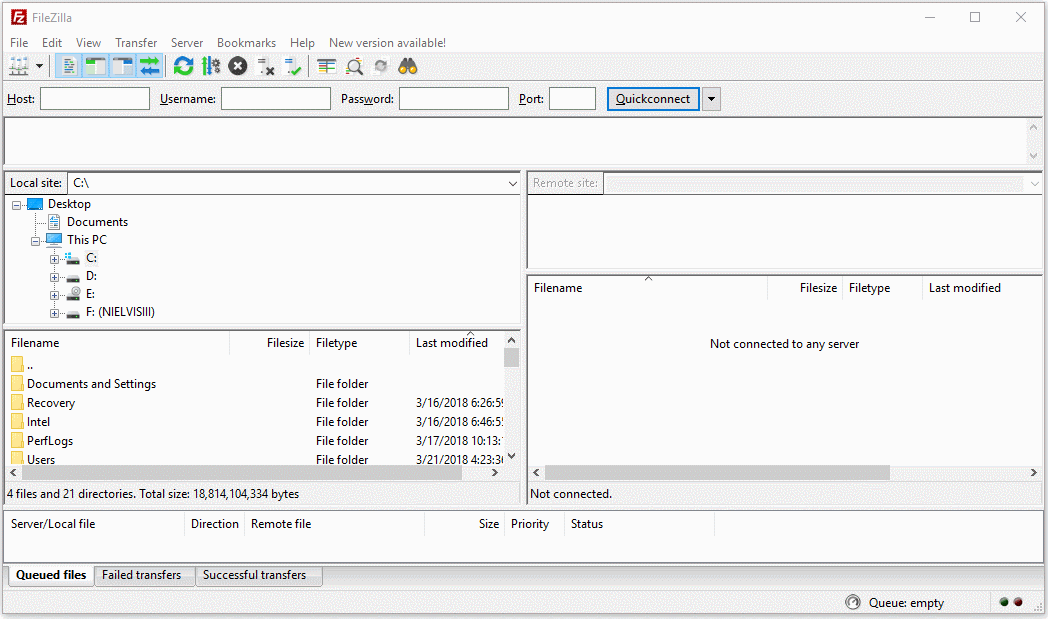 FileZilla
File Edit View Transfer Server Bookmarks Help New version available!
Host: Username: Password: Port: Quickconnect
Local site: C:\
Remote site:
Desktop
Documents
This PC
C:
D:
E:
F: (NIELVISIII)
Filename Filesize Filetype Last modified
..
Documents and Settings File folder
Recovery File folder 3/16/2018 6:26:59
Intel File folder 3/16/2018 6:46:55
PerfLogs File folder 3/17/2018 10:13:
Users File folder 3/21/2018 4:23:36
4 files and 21 directories. Total size: 18,814,104,334 bytes
Filename Filesize Filetype Last modified
Not connected to any server
Not connected.
Server/Local file Direction Remote file Size Priority Status
Queued files Failed transfers Successful transfers
Queue: empty